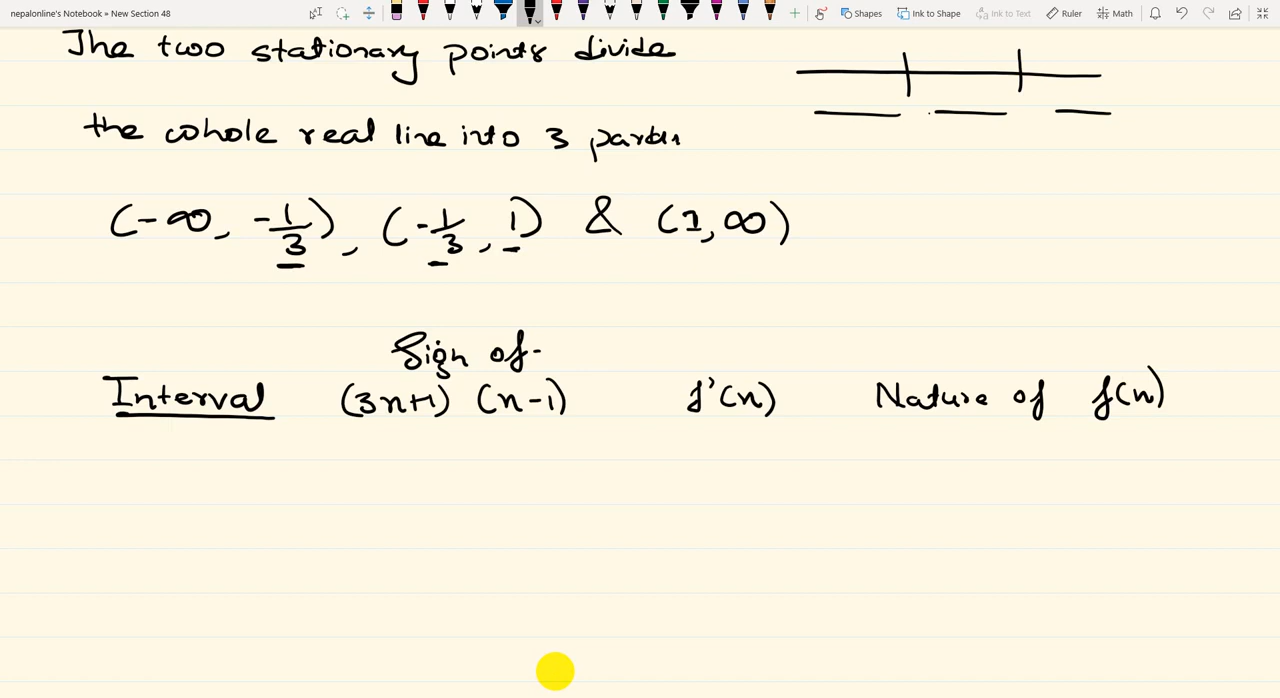 nepalonline's Notebook » New Section 48
Shapes Ink to Shape Ink to Text Ruler Math
The two stationary points divide
the whole real line into 3 parts
(-∞, -1/3), (-1/3, 1) & (1, ∞)
Sign of
Interval (3x+1) (x-1) f'(x) Nature of f(x)